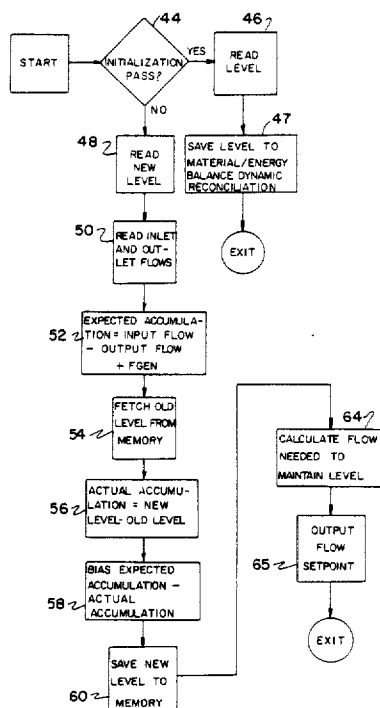 44
46
START
INITIALIZATION
PASS?
YES
NO
READ
LEVEL
47
SAVE LEVEL TO
MATERIAL/ENERGY
BALANCE DYNAMIC
RECONCILIATION
EXIT
48
READ
NEW
LEVEL
50
READ INLET
AND OUT-
LET FLOWS
52
EXPECTED ACCUMULA-
TION = INPUT FLOW
- OUTPUT FLOW
+ FGEN
54
FETCH OLD
LEVEL FROM
MEMORY
56
ACTUAL ACCUMU-
LATION = NEW
LEVEL-OLD LEVEL
58
BIAS EXPECTED
ACCUMULATION -
ACTUAL
ACCUMULATION
60
SAVE NEW
LEVEL TO
MEMORY
64
CALCULATE FLOW
NEEDED TO
MAINTAIN LEVEL
65
OUTPUT
FLOW
SETPOINT
EXIT